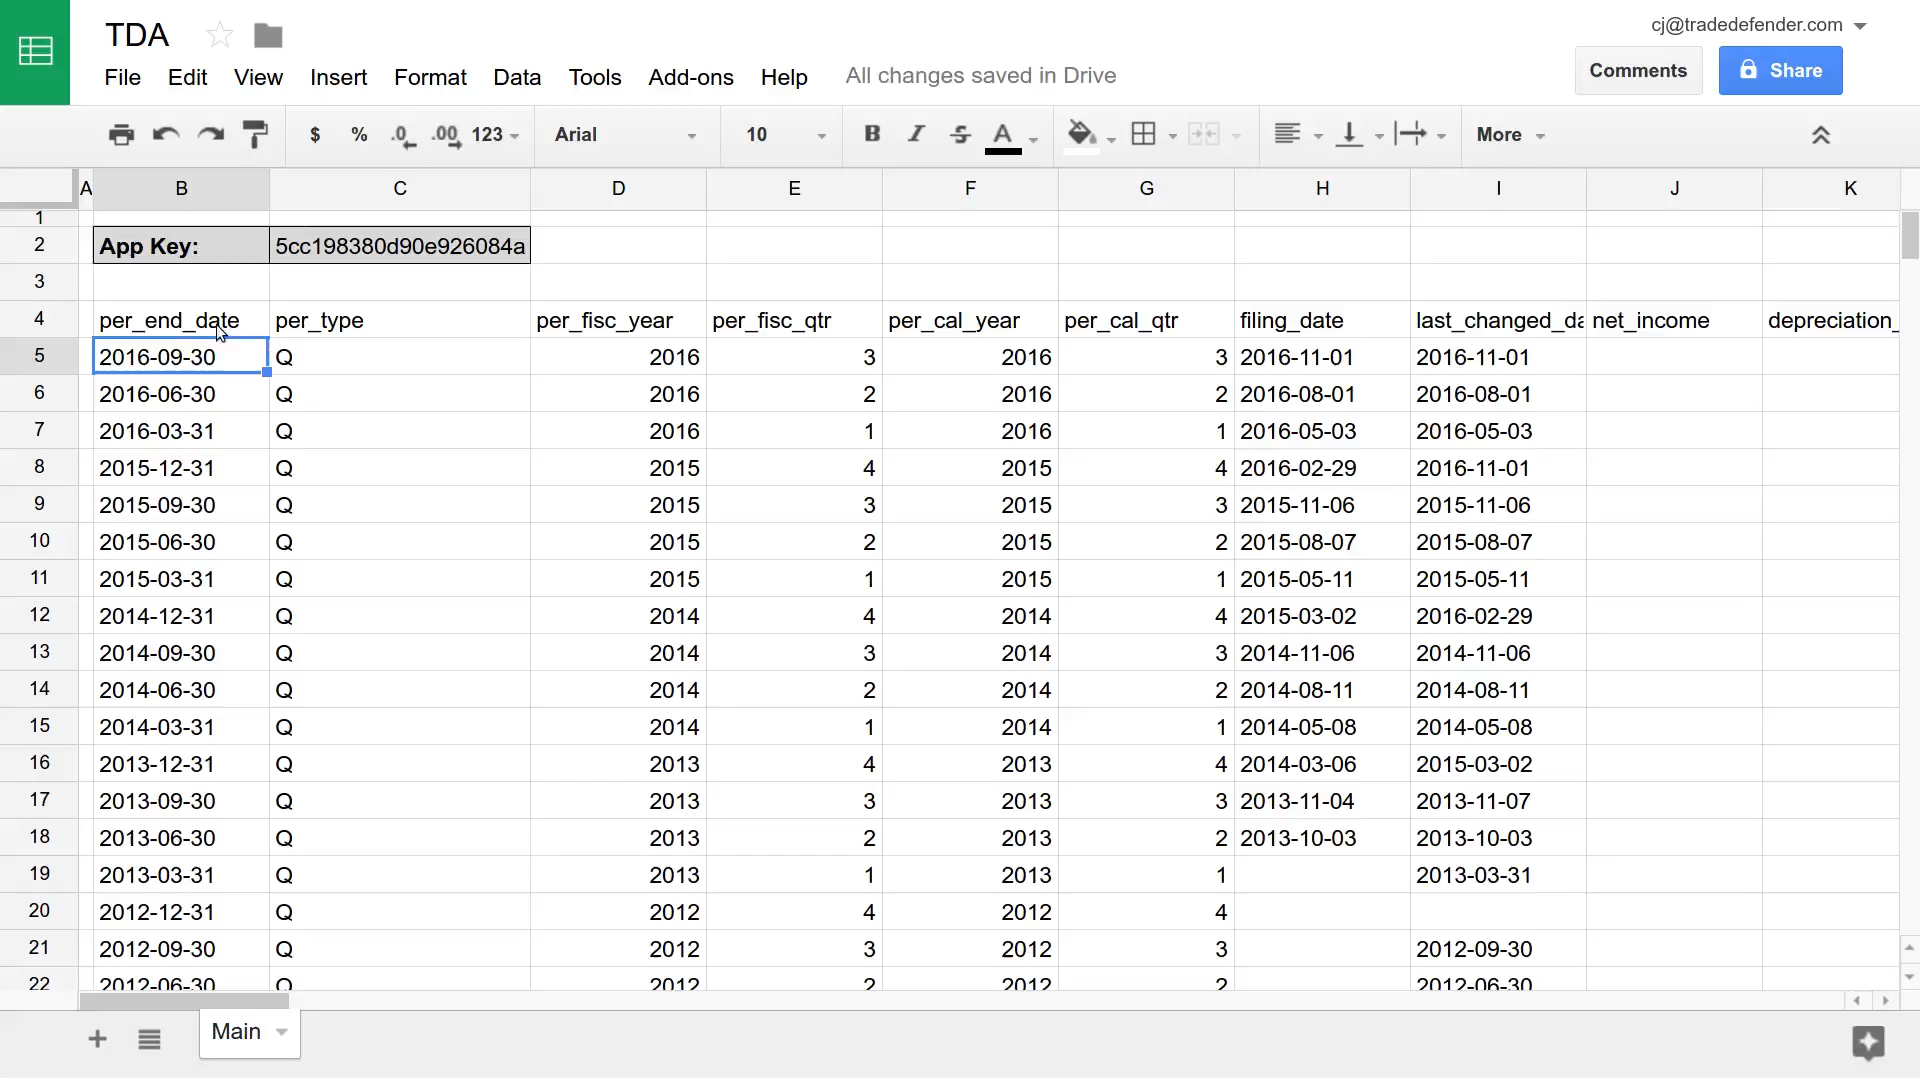 TDA
cj@tradedefender.com
File Edit View Insert Format Data Tools Add-ons Help All changes saved in Drive
Comments Share
$ % .0 .00 123 Arial 10 B I S A More
A B C D E F G H I J K
1
2 App Key: 5cc198380d90e926084a
3
4 per_end_date per_type per_fisc_year per_fisc_qtr per_cal_year per_cal_qtr filing_date last_changed_da net_income depreciation_
5 2016-09-30 Q 2016 3 2016 3 2016-11-01 2016-11-01
6 2016-06-30 Q 2016 2 2016 2 2016-08-01 2016-08-01
7 2016-03-31 Q 2016 1 2016 1 2016-05-03 2016-05-03
8 2015-12-31 Q 2015 4 2015 4 2016-02-29 2016-11-01
9 2015-09-30 Q 2015 3 2015 3 2015-11-06 2015-11-06
10 2015-06-30 Q 2015 2 2015 2 2015-08-07 2015-08-07
11 2015-03-31 Q 2015 1 2015 1 2015-05-11 2015-05-11
12 2014-12-31 Q 2014 4 2014 4 2015-03-02 2016-02-29
13 2014-09-30 Q 2014 3 2014 3 2014-11-06 2014-11-06
14 2014-06-30 Q 2014 2 2014 2 2014-08-11 2014-08-11
15 2014-03-31 Q 2014 1 2014 1 2014-05-08 2014-05-08
16 2013-12-31 Q 2013 4 2013 4 2014-03-06 2015-03-02
17 2013-09-30 Q 2013 3 2013 3 2013-11-04 2013-11-07
18 2013-06-30 Q 2013 2 2013 2 2013-10-03 2013-10-03
19 2013-03-31 Q 2013 1 2013 1 2013-03-31
20 2012-12-31 Q 2012 4 2012 4
21 2012-09-30 Q 2012 3 2012 3 2012-09-30
22 2012-06-30 Q 2012 2 2012 2 2012-06-30
Main